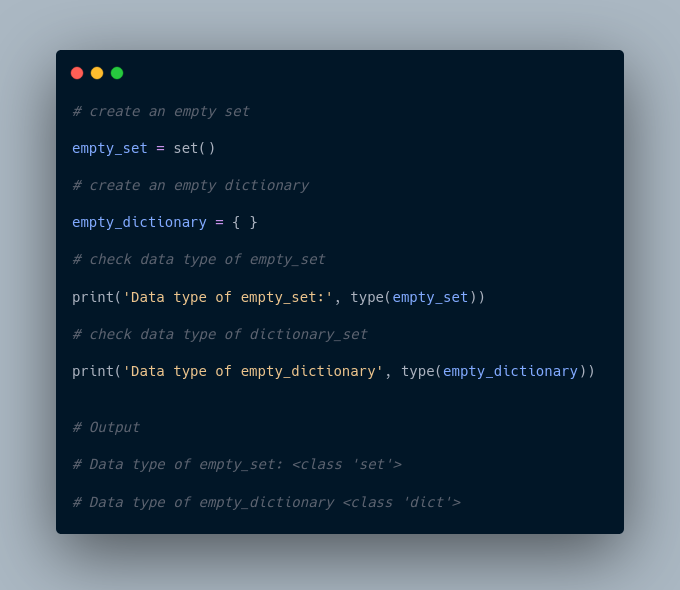 # create an empty set
empty_set = set()
# create an empty dictionary
empty_dictionary = { }
# check data type of empty_set
print('Data type of empty_set:', type(empty_set))
# check data type of dictionary_set
print('Data type of empty_dictionary', type(empty_dictionary))
# Output
# Data type of empty_set: <class 'set'>
# Data type of empty_dictionary <class 'dict'>